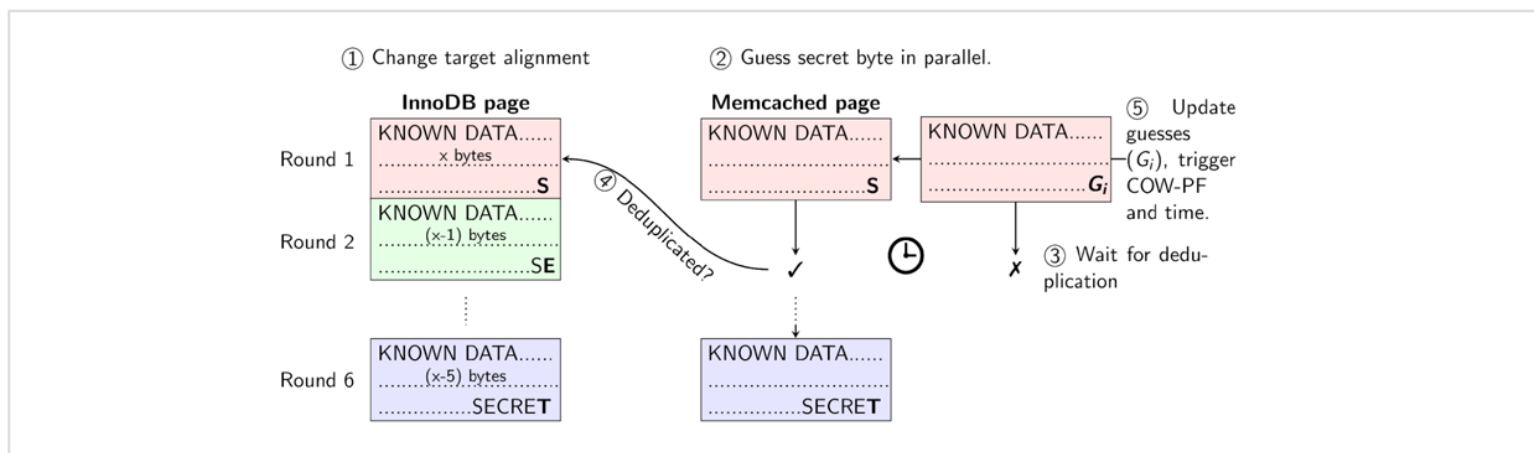 ① Change target alignment
② Guess secret byte in parallel.
InnoDB page
Memcached page
Round 1
KNOWN DATA......
x bytes
................................S
KNOWN DATA......
................................
.............................S
KNOWN DATA......
................................
.............................Gi
⑤ Update
guesses
(Gi), trigger
COW-PF
and time.
Round 2
KNOWN DATA......
(x-1) bytes
............................SE
④ Deduplicated?
✓
✗
③ Wait for dedu-
plication
Round 6
KNOWN DATA......
(x-5) bytes
.................SECRET
KNOWN DATA......
................................
.................SECRET